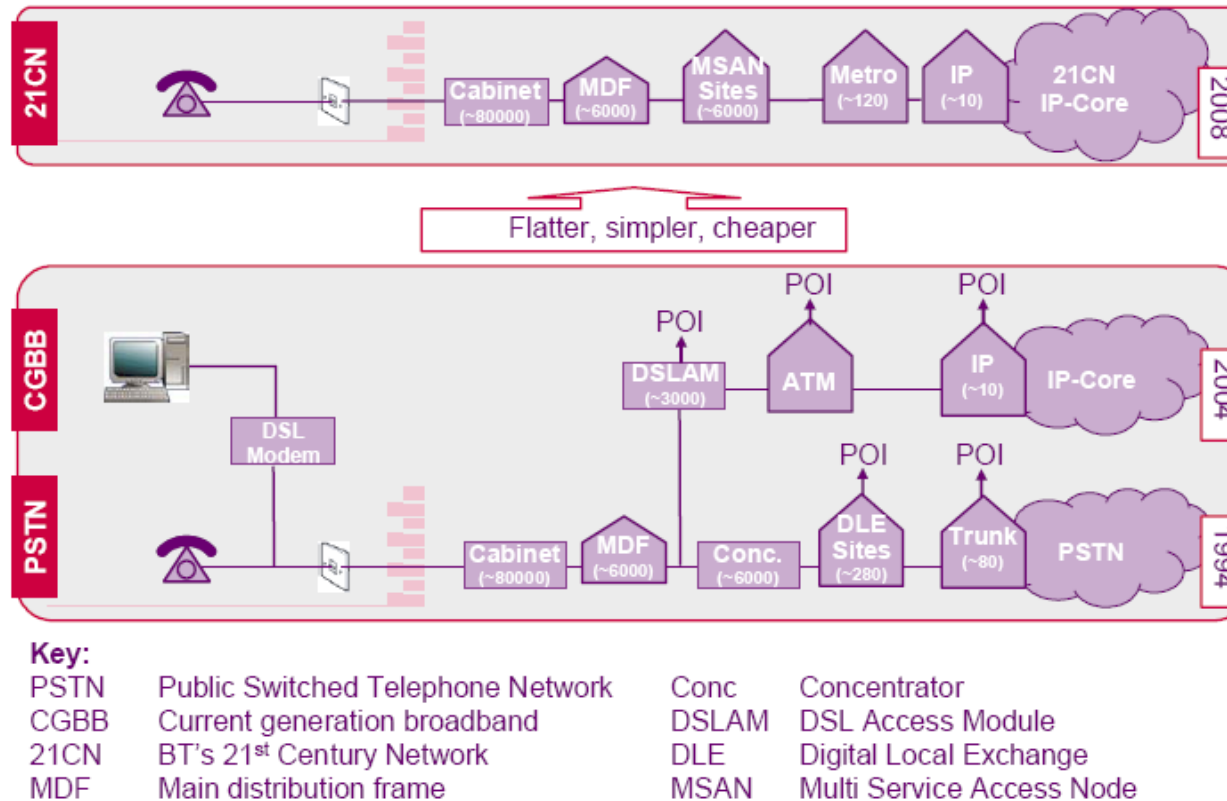 21CN
Cabinet
(~80000)
MDF
(~6000)
MSAN
Sites
(~6000)
Metro
(~120)
IP
(~10)
21CN
IP-Core
2008
Flatter, simpler, cheaper
CGBB
DSL
Modem
POI
DSLAM
(~3000)
POI
ATM
POI
IP
(~10)
IP-Core
2004
PSTN
Cabinet
(~80000)
MDF
(~6000)
Conc.
(~6000)
POI
DLE
Sites
(~280)
POI
Trunk
(~80)
PSTN
1994
Key:
PSTN Public Switched Telephone Network
CGBB Current generation broadband
21CN BT's 21st Century Network
MDF Main distribution frame
Conc Concentrator
DSLAM DSL Access Module
DLE Digital Local Exchange
MSAN Multi Service Access Node